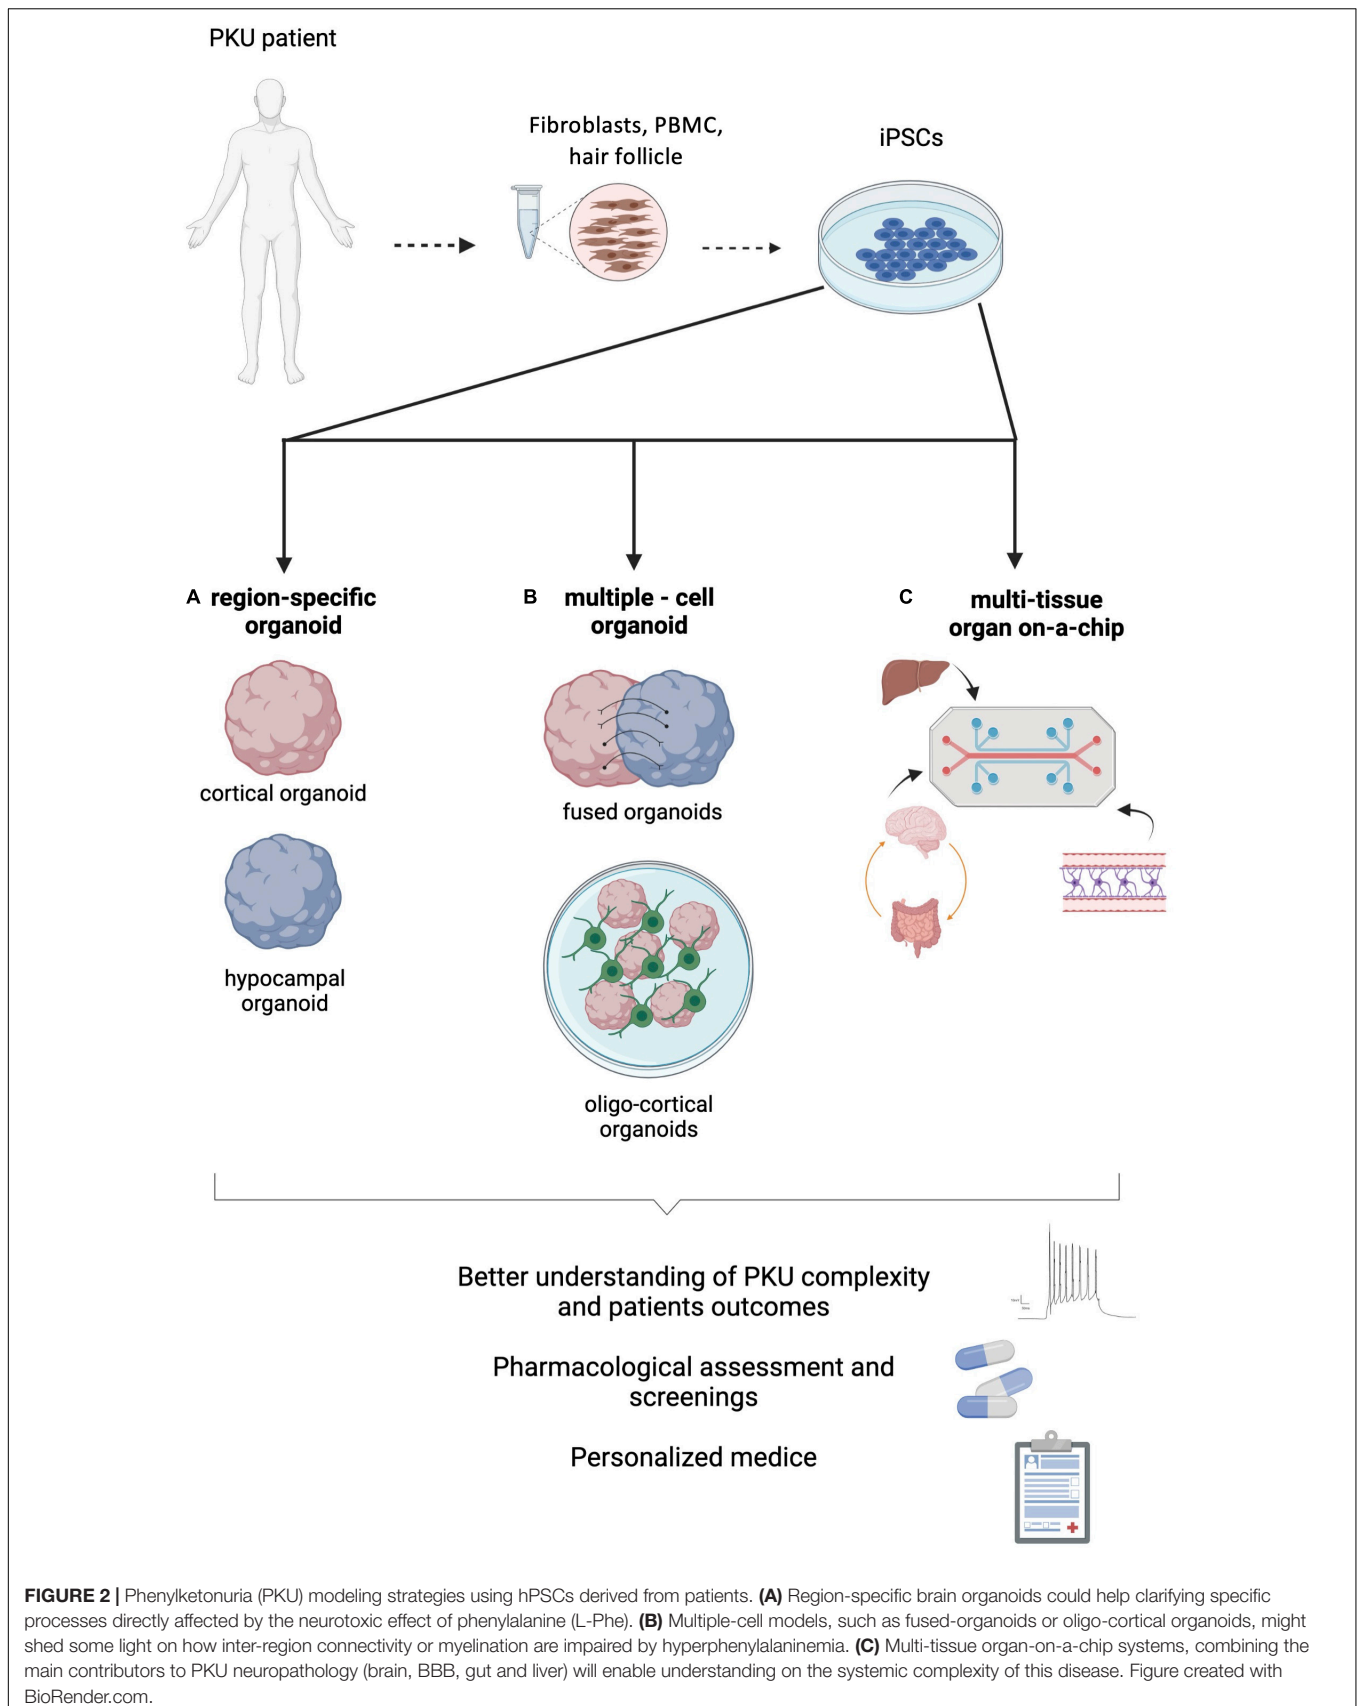 PKU patient
Fibroblasts, PBMC,
hair follicle
iPSCs
A region-specific
organoid
cortical organoid
hypocampal
organoid
B multiple - cell
organoid
fused organoids
oligo-cortical
organoids
C multi-tissue
organ on-a-chip
Better understanding of PKU complexity
and patients outcomes
Pharmacological assessment and
screenings
Personalized medice
FIGURE 2 | Phenylketonuria (PKU) modeling strategies using hPSCs derived from patients. (A) Region-specific brain organoids could help clarifying specific
processes directly affected by the neurotoxic effect of phenylalanine (L-Phe). (B) Multiple-cell models, such as fused-organoids or oligo-cortical organoids, might
shed some light on how inter-region connectivity or myelination are impaired by hyperphenylalaninemia. (C) Multi-tissue organ-on-a-chip systems, combining the
main contributors to PKU neuropathology (brain, BBB, gut and liver) will enable understanding on the systemic complexity of this disease. Figure created with
BioRender.com.